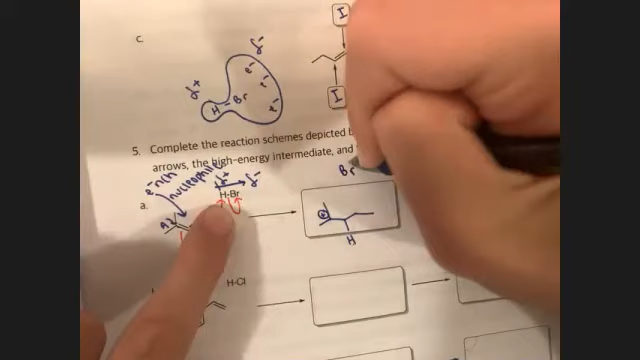 c.
I
δ-
δ+
e-
e-
e-
H
Br
I
5. Complete the reaction schemes depicted b
arrows, the high-energy intermediate, and
e- rich
nucleophile
δ+
δ-
H-Br
Br
a.
+
H
H-Cl